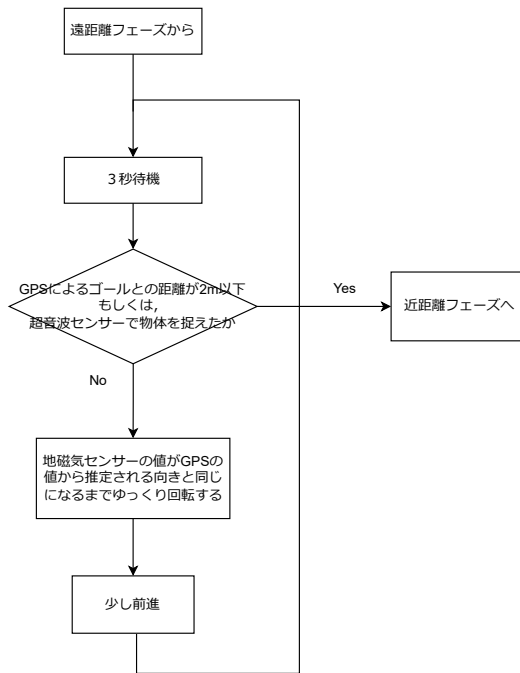 遠距離フェーズから
３秒待機
GPSによるゴールとの距離が2m以下
もしくは，
超音波センサーで物体を捉えたか
Yes
近距離フェーズへ
No
地磁気センサーの値がGPSの
値から推定される向きと同じ
になるまでゆっくり回転する
少し前進